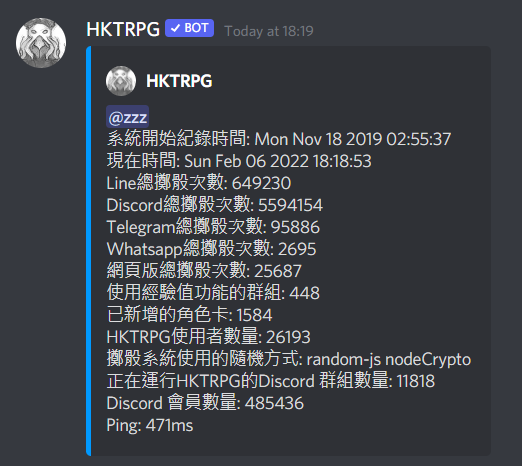 HKTRPG ✓ BOT Today at 18:19
HKTRPG
@zzz
系統開始紀錄時間: Mon Nov 18 2019 02:55:37
現在時間: Sun Feb 06 2022 18:18:53
Line總擲骰次數: 649230
Discord總擲骰次數: 5594154
Telegram總擲骰次數: 95886
Whatsapp總擲骰次數: 2695
網頁版總擲骰次數: 25687
使用經驗值功能的群組: 448
已新增的角色卡: 1584
HKTRPG使用者數量: 26193
擲骰系統使用的隨機方式: random-js nodeCrypto
正在運行HKTRPG的Discord 群組數量: 11818
Discord 會員數量: 485436
Ping: 471ms